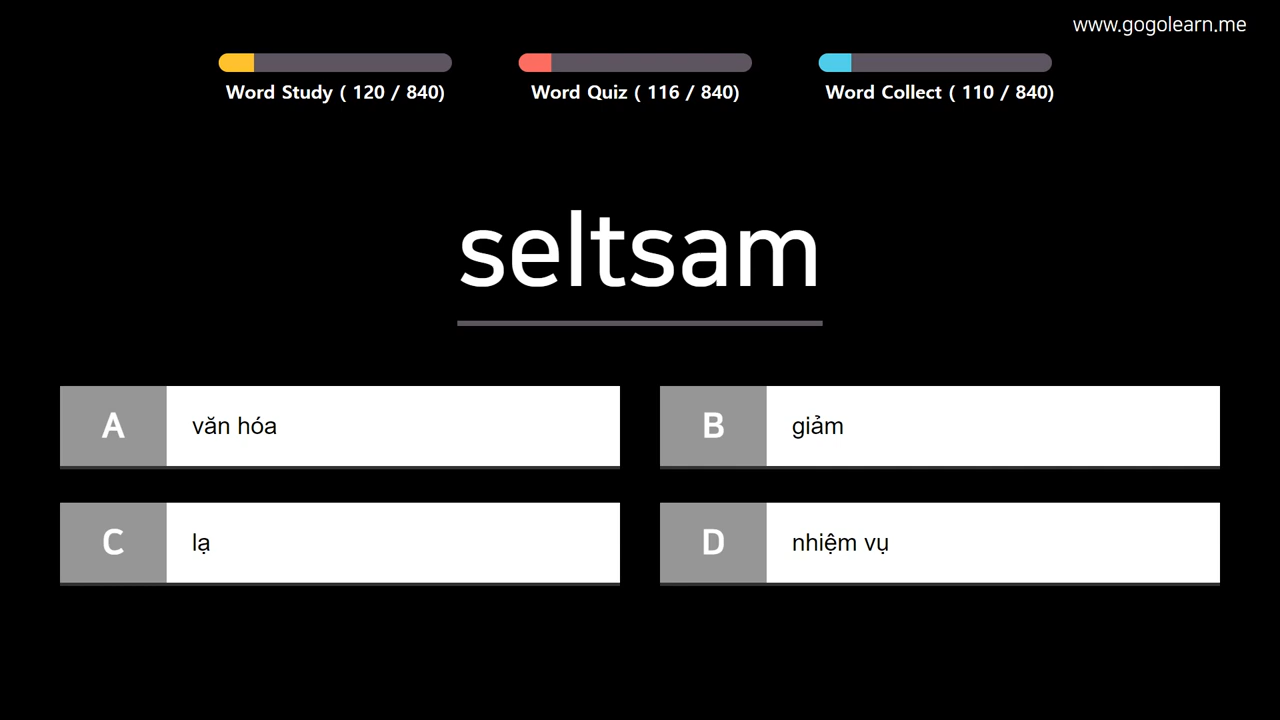 www.gogolearn.me
Word Study ( 120 / 840)
Word Quiz ( 116 / 840)
Word Collect ( 110 / 840)
seltsam
A văn hóa
B giảm
C lạ
D nhiệm vụ